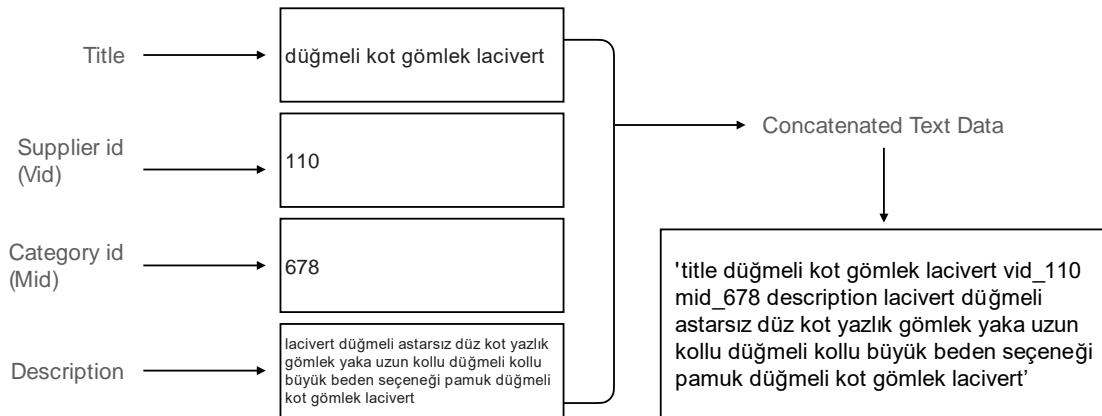 Title
düğmeli kot gömlek lacivert
Supplier id
(Vid)
110
Category id
(Mid)
678
Description
lacivert düğmeli astarsız düz kot yazlık
gömlek yaka uzun kollu düğmeli kollu
büyük beden seçeneği pamuk düğmeli
kot gömlek lacivert
Concatenated Text Data
'title düğmeli kot gömlek lacivert vid_110
mid_678 description lacivert düğmeli
astarsız düz kot yazlık gömlek yaka uzun
kollu düğmeli kollu büyük beden seçeneği
pamuk düğmeli kot gömlek lacivert’